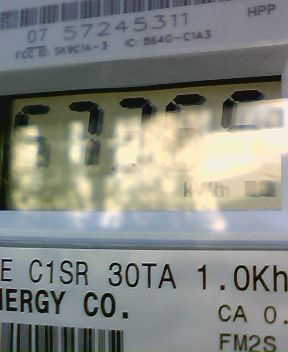 HPP
07 57245311
FCC ID: SK9C1A-3 IC: 864G-C1A3
kWh
E C1SR 30TA 1.0Kh
NERGY CO.
CA 0.
FM2S